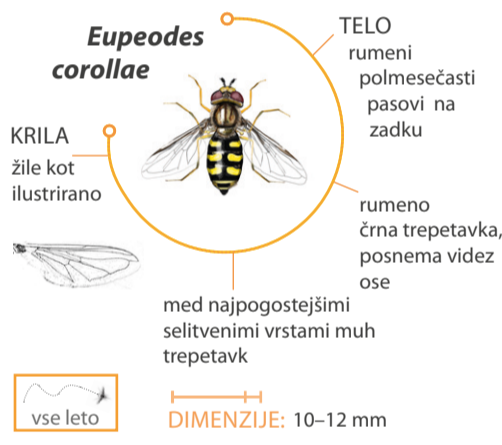 Eupeodes
corollae
TELO
rumeni
polmesečasti
pasovi na
zadku
KRILA
žile kot
ilustrirano
rumeno
črna trepetavka,
posnema videz
ose
med najpogostejšimi
selitvenimi vrstami muh
trepetavk
vse leto
DIMENZIJE: 10–12 mm